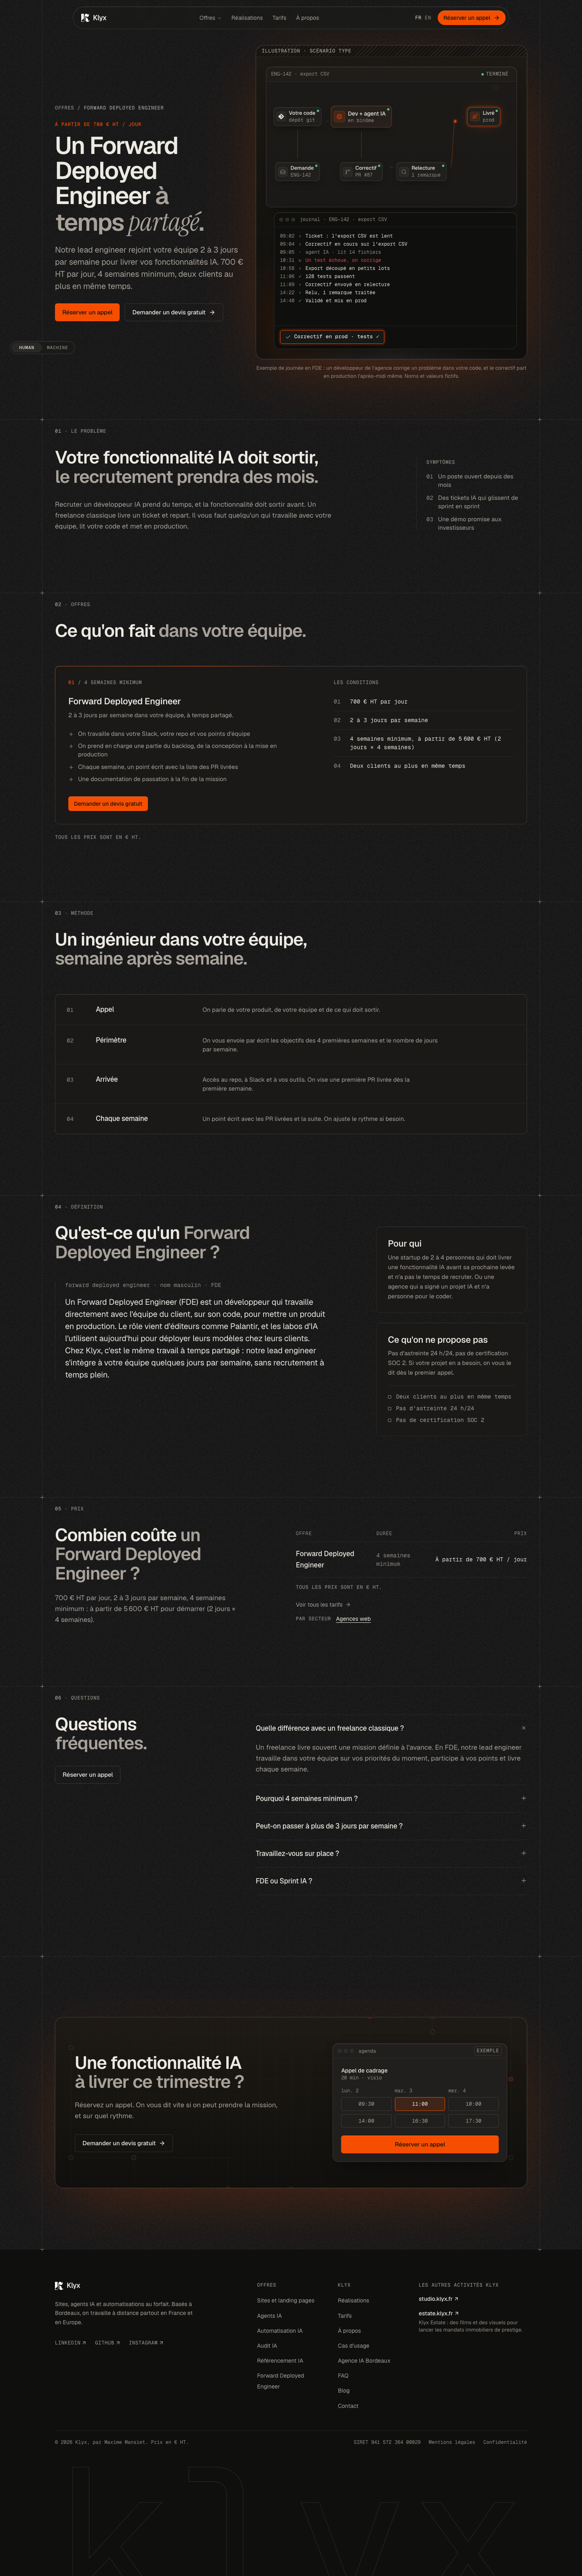 Klyx
Offres
Réalisations
Tarifs
À propos
FR EN
Réserver un appel →
OFFRES / FORWARD DEPLOYED ENGINEER
À PARTIR DE 700 € HT / JOUR
Un Forward
Deployed
Engineer à
temps partagé.
Notre lead engineer rejoint votre équipe 2 à 3 jours
par semaine pour livrer vos fonctionnalités IA. 700 €
HT par jour, 4 semaines minimum, deux clients au
plus en même temps.
Réserver un appel
Demander un devis gratuit →
HUMAN MACHINE
ILLUSTRATION · SCÉNARIO TYPE
ENG-142 · export CSV
TERMINÉ
Votre code
dépôt git
Dev + agent IA
en binôme
Livré
prod
Demande
ENG-142
Correctif
PR #87
Relecture
1 remarque
journal · ENG-142 · export CSV
09:02 Ticket : l'export CSV est lent
09:04 Correctif en cours sur l'export CSV
09:05 agent IA · lit 14 fichiers
10:31 Un test échoue, on corrige
10:58 Export découpé en petits lots
11:06 128 tests passent
11:09 Correctif envoyé en relecture
14:22 Relu, 1 remarque traitée
14:40 Validé et mis en prod
✓ Correctif en prod · tests ✓
Exemple de journée en FDE : un développeur de l'agence corrige un problème dans votre code, et le correctif part
en production l'après-midi même. Noms et valeurs fictifs.
01 · LE PROBLÈME
Votre fonctionnalité IA doit sortir,
le recrutement prendra des mois.
Recruter un développeur IA prend du temps, et la fonctionnalité doit sortir avant. Un
freelance classique livre un ticket et repart. Il vous faut quelqu'un qui travaille avec votre
équipe, lit votre code et met en production.
SYMPTÔMES
01 Un poste ouvert depuis des
mois
02 Des tickets IA qui glissent de
sprint en sprint
03 Une démo promise aux
investisseurs
02 · OFFRES
Ce qu'on fait dans votre équipe.
01 / 4 SEMAINES MINIMUM
Forward Deployed Engineer
2 à 3 jours par semaine dans votre équipe, à temps partagé.
+ On travaille dans votre Slack, votre repo et vos points d'équipe
+ On prend en charge une partie du backlog, de la conception à la mise en
production
+ Chaque semaine, un point écrit avec la liste des PR livrées
+ Une documentation de passation à la fin de la mission
Demander un devis gratuit
LES CONDITIONS
01 700 € HT par jour
02 2 à 3 jours par semaine
03 4 semaines minimum, à partir de 5 600 € HT (2
jours × 4 semaines)
04 Deux clients au plus en même temps
TOUS LES PRIX SONT EN € HT.
03 · MÉTHODE
Un ingénieur dans votre équipe,
semaine après semaine.
01 Appel On parle de votre produit, de votre équipe et de ce qui doit sortir.
02 Périmètre On vous envoie par écrit les objectifs des 4 premières semaines et le nombre de jours
par semaine.
03 Arrivée Accès au repo, à Slack et à vos outils. On vise une première PR livrée dès la
première semaine.
04 Chaque semaine Un point écrit avec les PR livrées et la suite. On ajuste le rythme si besoin.
04 · DÉFINITION
Qu'est-ce qu'un Forward
Deployed Engineer ?
forward deployed engineer · nom masculin · FDE
Un Forward Deployed Engineer (FDE) est un développeur qui travaille
directement avec l'équipe du client, sur son code, pour mettre un produit
en production. Le rôle vient d'éditeurs comme Palantir, et les labos d'IA
l'utilisent aujourd'hui pour déployer leurs modèles chez leurs clients.
Chez Klyx, c'est le même travail à temps partagé : notre lead engineer
s'intègre à votre équipe quelques jours par semaine, sans recrutement à
temps plein.
Pour qui
Une startup de 2 à 4 personnes qui doit livrer
une fonctionnalité IA avant sa prochaine levée
et n'a pas le temps de recruter. Ou une
agence qui a signé un projet IA et n'a
personne pour le coder.
Ce qu'on ne propose pas
Pas d'astreinte 24 h/24, pas de certification
SOC 2. Si votre projet en a besoin, on vous le
dit dès le premier appel.
Deux clients au plus en même temps
Pas d'astreinte 24 h/24
Pas de certification SOC 2
05 · PRIX
Combien coûte un
Forward Deployed
Engineer ?
700 € HT par jour, 2 à 3 jours par semaine, 4 semaines
minimum : à partir de 5 600 € HT pour démarrer (2 jours ×
4 semaines).
OFFRE DURÉE PRIX
Forward Deployed
Engineer
4 semaines
minimum
À partir de 700 € HT / jour
TOUS LES PRIX SONT EN € HT.
Voir tous les tarifs →
PAR SECTEUR Agences web
06 · QUESTIONS
Questions
fréquentes.
Réserver un appel
Quelle différence avec un freelance classique ?
Un freelance livre souvent une mission définie à l'avance. En FDE, notre lead engineer
travaille dans votre équipe sur vos priorités du moment, participe à vos points et livre
chaque semaine.
Pourquoi 4 semaines minimum ? +
Peut-on passer à plus de 3 jours par semaine ? +
Travaillez-vous sur place ? +
FDE ou Sprint IA ? +
Une fonctionnalité IA
à livrer ce trimestre ?
Réservez un appel. On vous dit vite si on peut prendre la mission,
et sur quel rythme.
Demander un devis gratuit →
agenda
EXEMPLE
Appel de cadrage
20 min · visio
lun. 2 mar. 3 mer. 4
09:30 11:00 10:00
14:00 16:30 17:30
Réserver un appel
Klyx
Sites, agents IA et automatisations au forfait. Basés à
Bordeaux, on travaille à distance partout en France et
en Europe.
LINKEDIN ↗ GITHUB ↗ INSTAGRAM ↗
OFFRES
Sites et landing pages
Agents IA
Automatisation IA
Audit IA
Référencement IA
Forward Deployed
Engineer
KLYX
Réalisations
Tarifs
À propos
Cas d'usage
Agence IA Bordeaux
FAQ
Blog
Contact
LES AUTRES ACTIVITÉS KLYX
studio.klyx.fr ↗
estate.klyx.fr ↗
Klyx Estate : des films et des visuels pour
lancer les mandats immobiliers de prestige.
© 2026 Klyx, par Maxime Mansiet. Prix en € HT.
SIRET 941 572 364 00029 Mentions légales Confidentialité
klyx